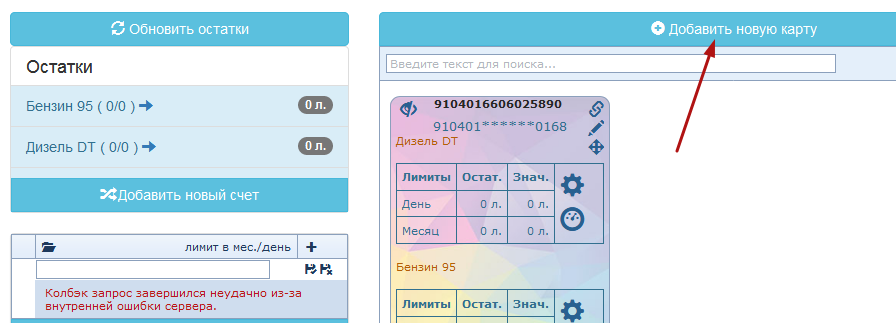 Обновить остатки
Остатки
Бензин 95 ( 0/0 )
0 л.
Дизель DT ( 0/0 )
0 л.
Добавить новый счет
лимит в мес./день
Колбэк запрос завершился неудачно из-за
внутренней ошибки сервера.
Добавить новую карту
Введите текст для поиска...
9104016606025890
910401******0168
Дизель DT
Лимиты Остат. Знач.
День 0 л. 0 л.
Месяц 0 л. 0 л.
Бензин 95
Лимиты Остат. Знач.